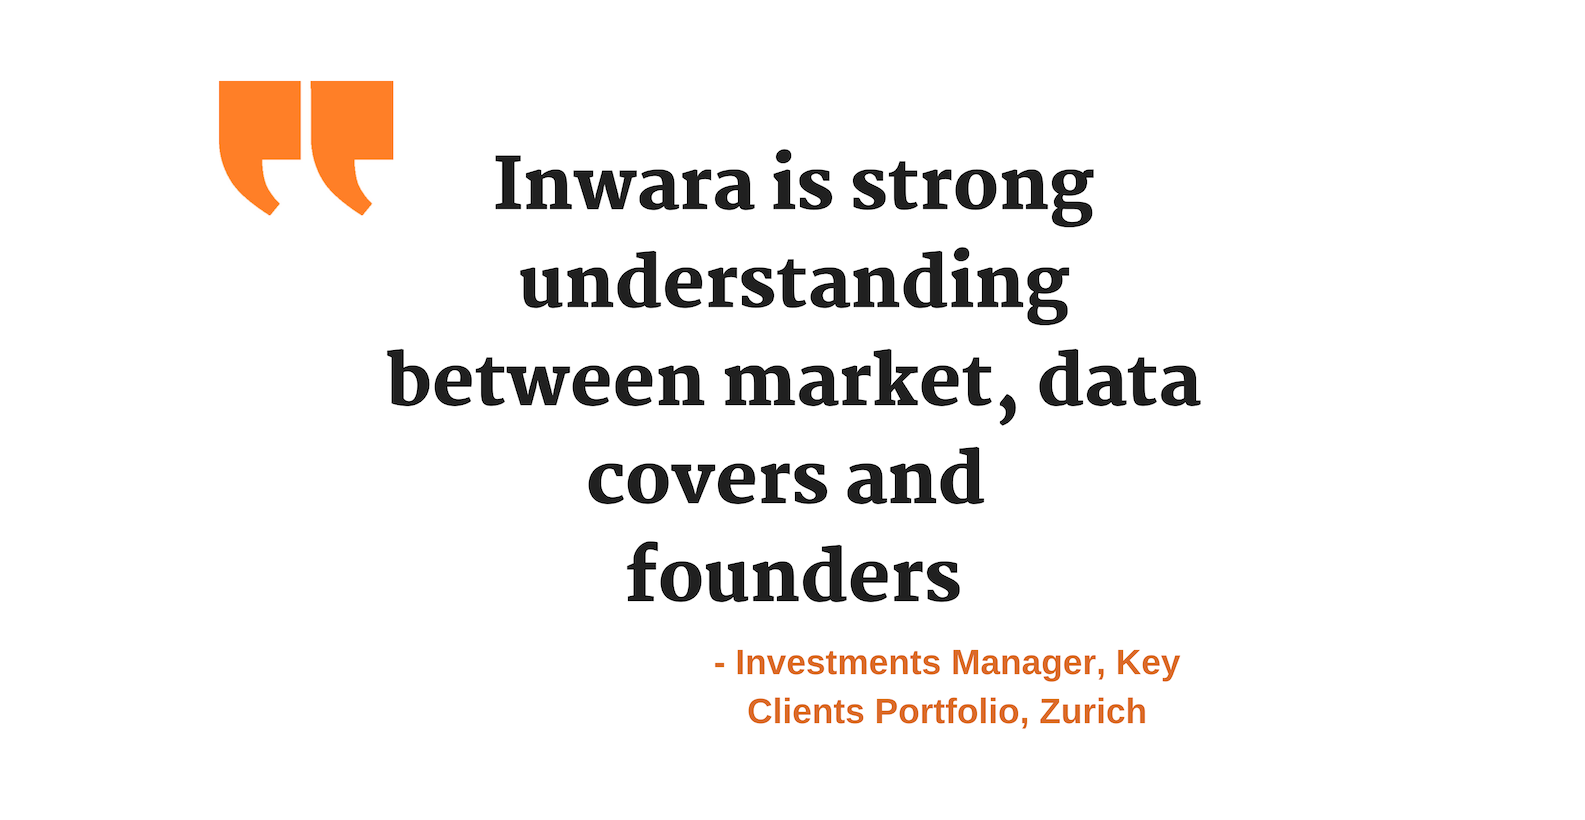 Inwara is strong
understanding
between market, data
covers and
founders
- Investments Manager, Key
Clients Portfolio, Zurich